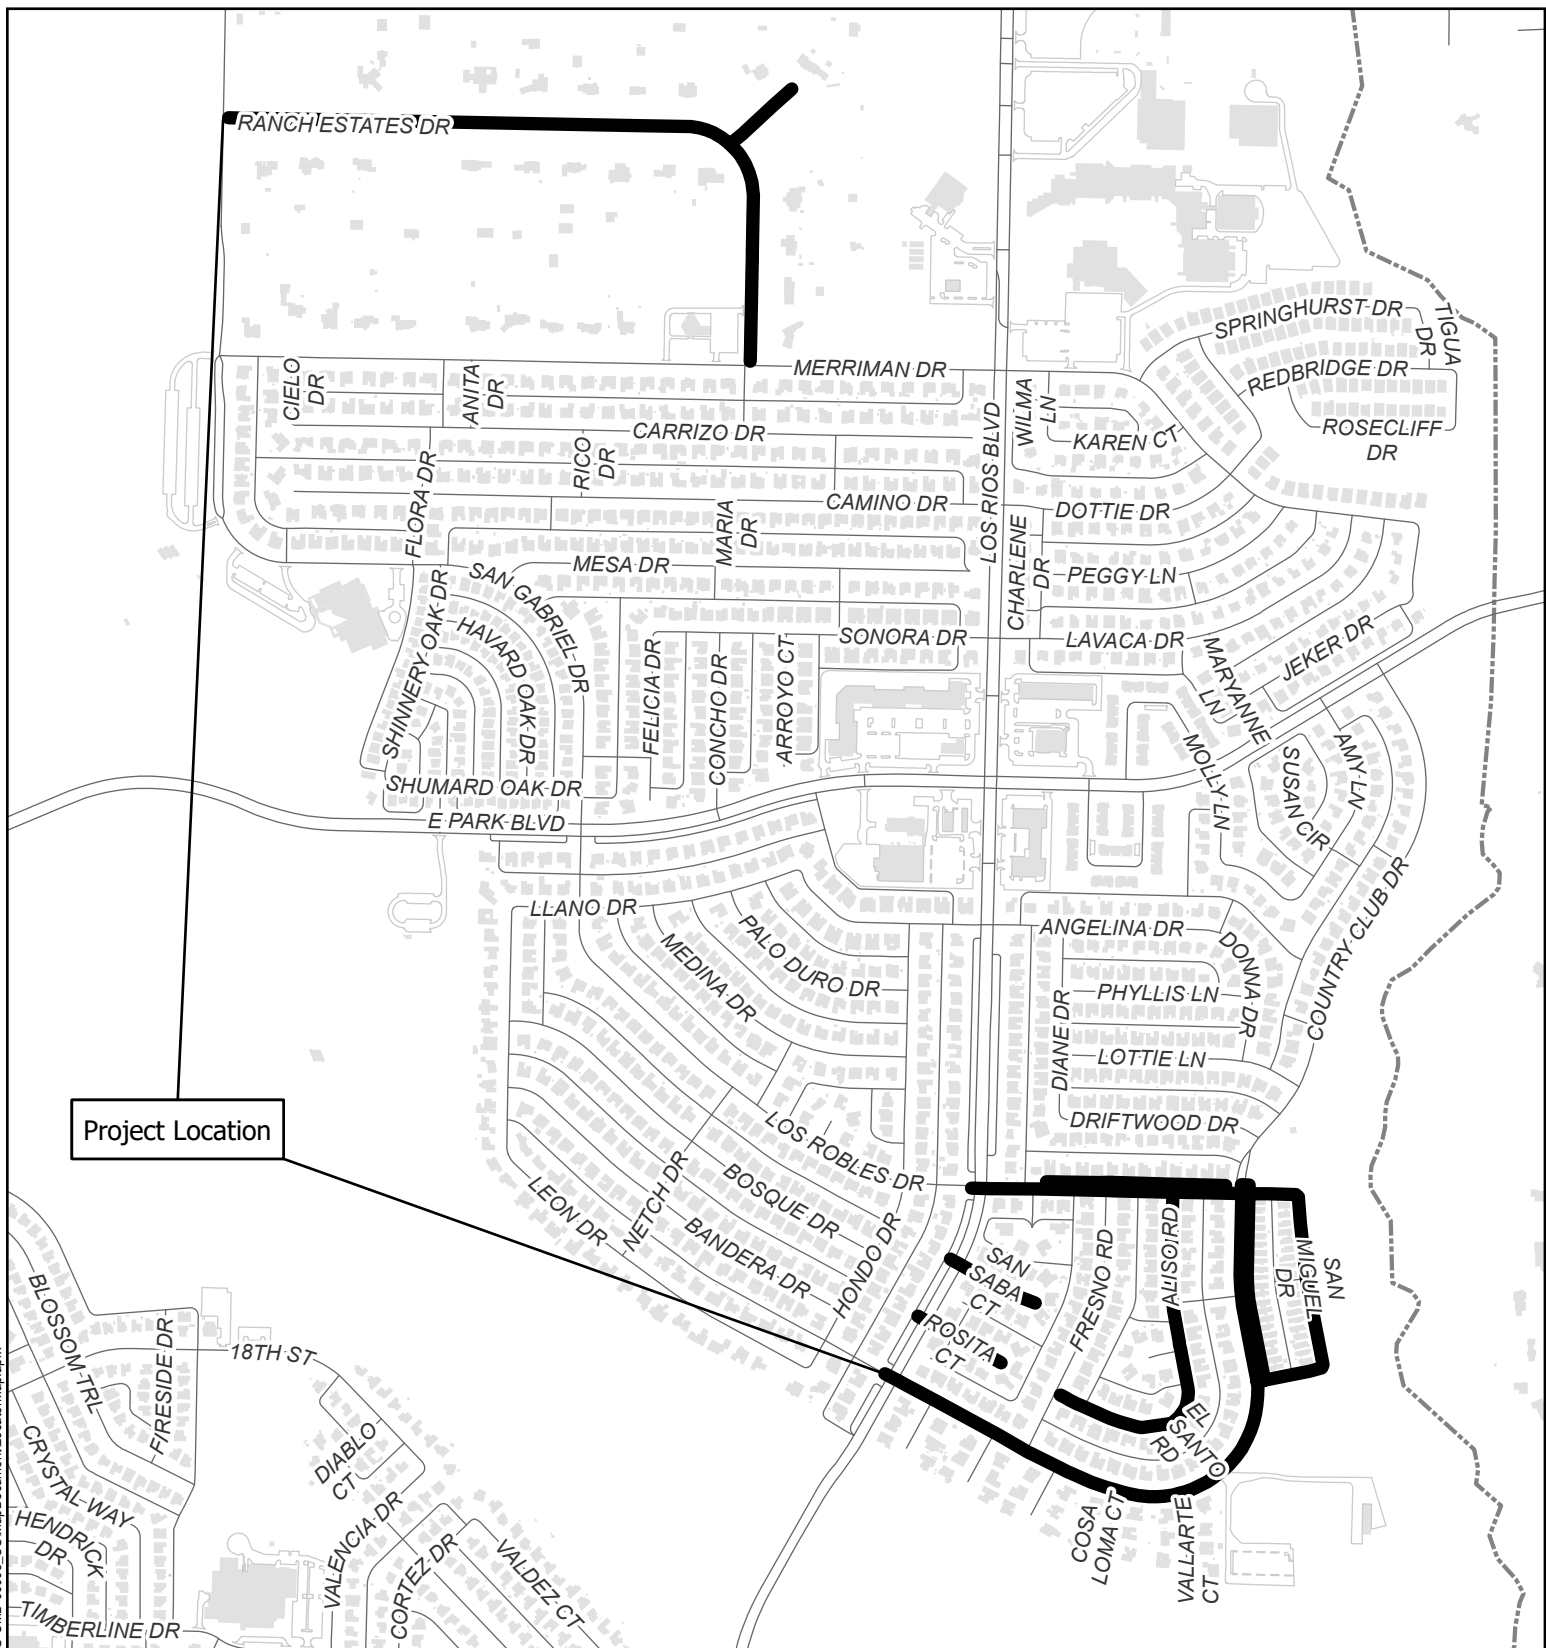 RANCH ESTATES DR
SPRINGHURST DR
TIGUA
DR
MERRIMAN DR
REDBRIDGE DR
CIELO
DR
ANITA
DR
WILMA
LN
CARRIZO DR
KAREN CT
ROSECLIFF
DR
RICO
DR
FLORA DR
LOS RIOS BLVD
CAMINO DR
DOTTIE DR
MARIA
DR
CHARLENE
DR
MESA DR
PEGGY LN
SAN GABRIEL DR
SHINNERY OAK DR
HAVARD OAK DR
SONORA DR
LAVACA DR
JEKER DR
MARYANNE
LN
FELICIA DR
CONCHO DR
ARROYO CT
MOLLY LN
SUSAN CIR
AMY LN
SHUMARD OAK DR
E PARK BLVD
COUNTRY CLUB DR
LLANO DR
ANGELINA DR
PALO DURO DR
MEDINA DR
DONNA DR
PHYLLIS LN
DIANE DR
LOTTIE LN
Project Location
DRIFTWOOD DR
LOS ROBLES DR
NETCH DR
BOSQUE DR
LEON DR
BANDERA DR
HONDO DR
SAN
SABA
CT
FRESNO RD
ALISO RD
SAN
MIGUEL
DR
ROSITA
CT
BLOSSOM TRL
FIRESIDE DR
18TH ST
EL
SANTO
RD
DIABLO
CT
CRYSTAL WAY
HENDRICK
DR
VALENCIA DR
CORTEZ DR
VALDEZ CT
COSA
LOMA CT
VALLARTE
CT
TIMBERLINE DR